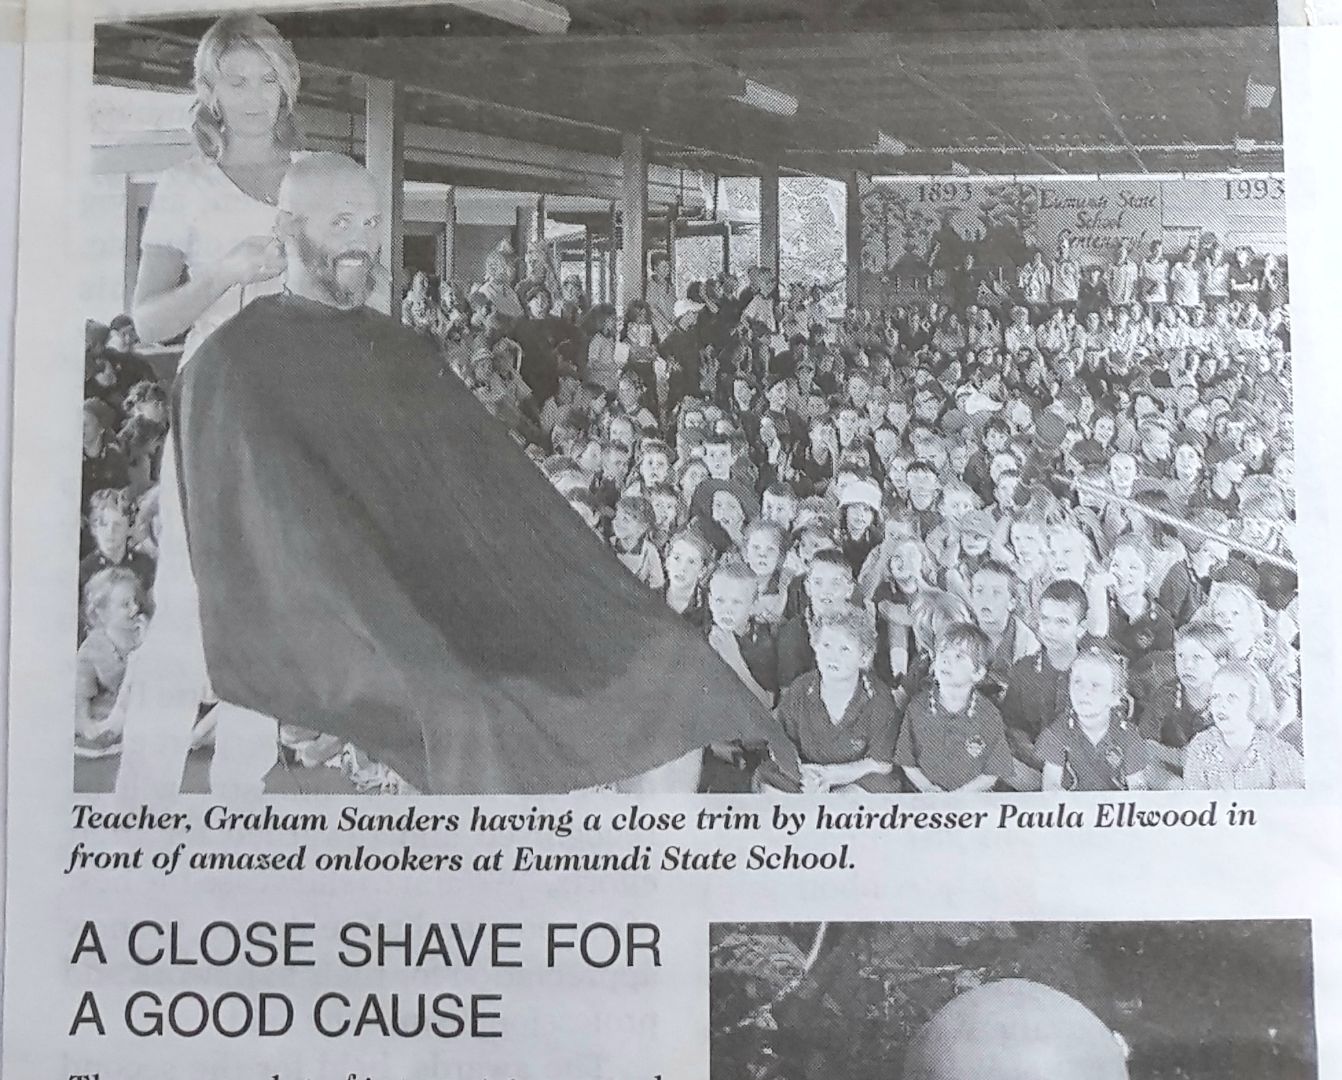 1893
Eumundi State
School
Centenary
1993
Teacher, Graham Sanders having a close trim by hairdresser Paula Ellwood in
front of amazed onlookers at Eumundi State School.
A CLOSE SHAVE FOR
A GOOD CAUSE